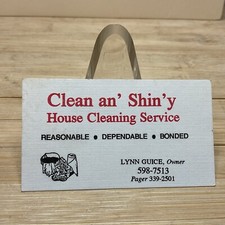 Clean an' Shin'y
House Cleaning Service
REASONABLE ● DEPENDABLE ● BONDED
LYNN GUICE, Owner
598-7513
Pager 339-2501